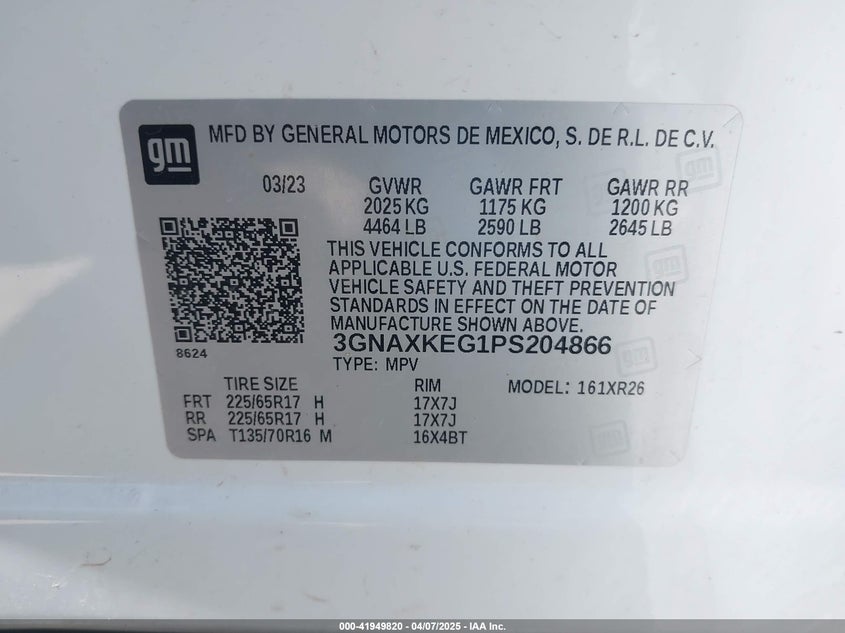 gm
MFD BY GENERAL MOTORS DE MEXICO, S. DE R.L. DE C.V.
03/23 GVWR GAWR FRT GAWR RR
2025 KG 1175 KG 1200 KG
4464 LB 2590 LB 2645 LB
THIS VEHICLE CONFORMS TO ALL
APPLICABLE U.S. FEDERAL MOTOR
VEHICLE SAFETY AND THEFT PREVENTION
STANDARDS IN EFFECT ON THE DATE OF
MANUFACTURE SHOWN ABOVE.
8624
3GNAXKEG1PS204866
TYPE: MPV
TIRE SIZE RIM MODEL: 161XR26
FRT 225/65R17 H 17X7J
RR 225/65R17 H 17X7J
SPA T135/70R16 M 16X4BT
gm
gm
gm
000-41949820 - 04/07/2025 - IAA Inc.